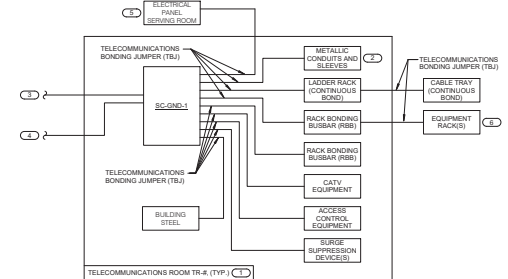 5
ELECTRICAL
PANEL
SERVING ROOM
TELECOMMUNICATIONS
BONDING JUMPER (TBJ)
METALLIC
CONDUITS AND
SLEEVES
2
TELECOMMUNICATIONS
BONDING JUMPER (TBJ)
3
SC-GND-1
LADDER RACK
(CONTINUOUS
BOND)
CABLE TRAY
(CONTINUOUS
BOND)
4
RACK BONDING
BUSBAR (RBB)
EQUIPMENT
RACK(S)
6
RACK BONDING
BUSBAR (RBB)
TELECOMMUNICATIONS
BONDING JUMPER (TBJ)
CATV
EQUIPMENT
BUILDING
STEEL
ACCESS
CONTROL
EQUIPMENT
SURGE
SUPPRESSION
DEVICE(S)
TELECOMMUNICATIONS ROOM TR-#, (TYP.)
1